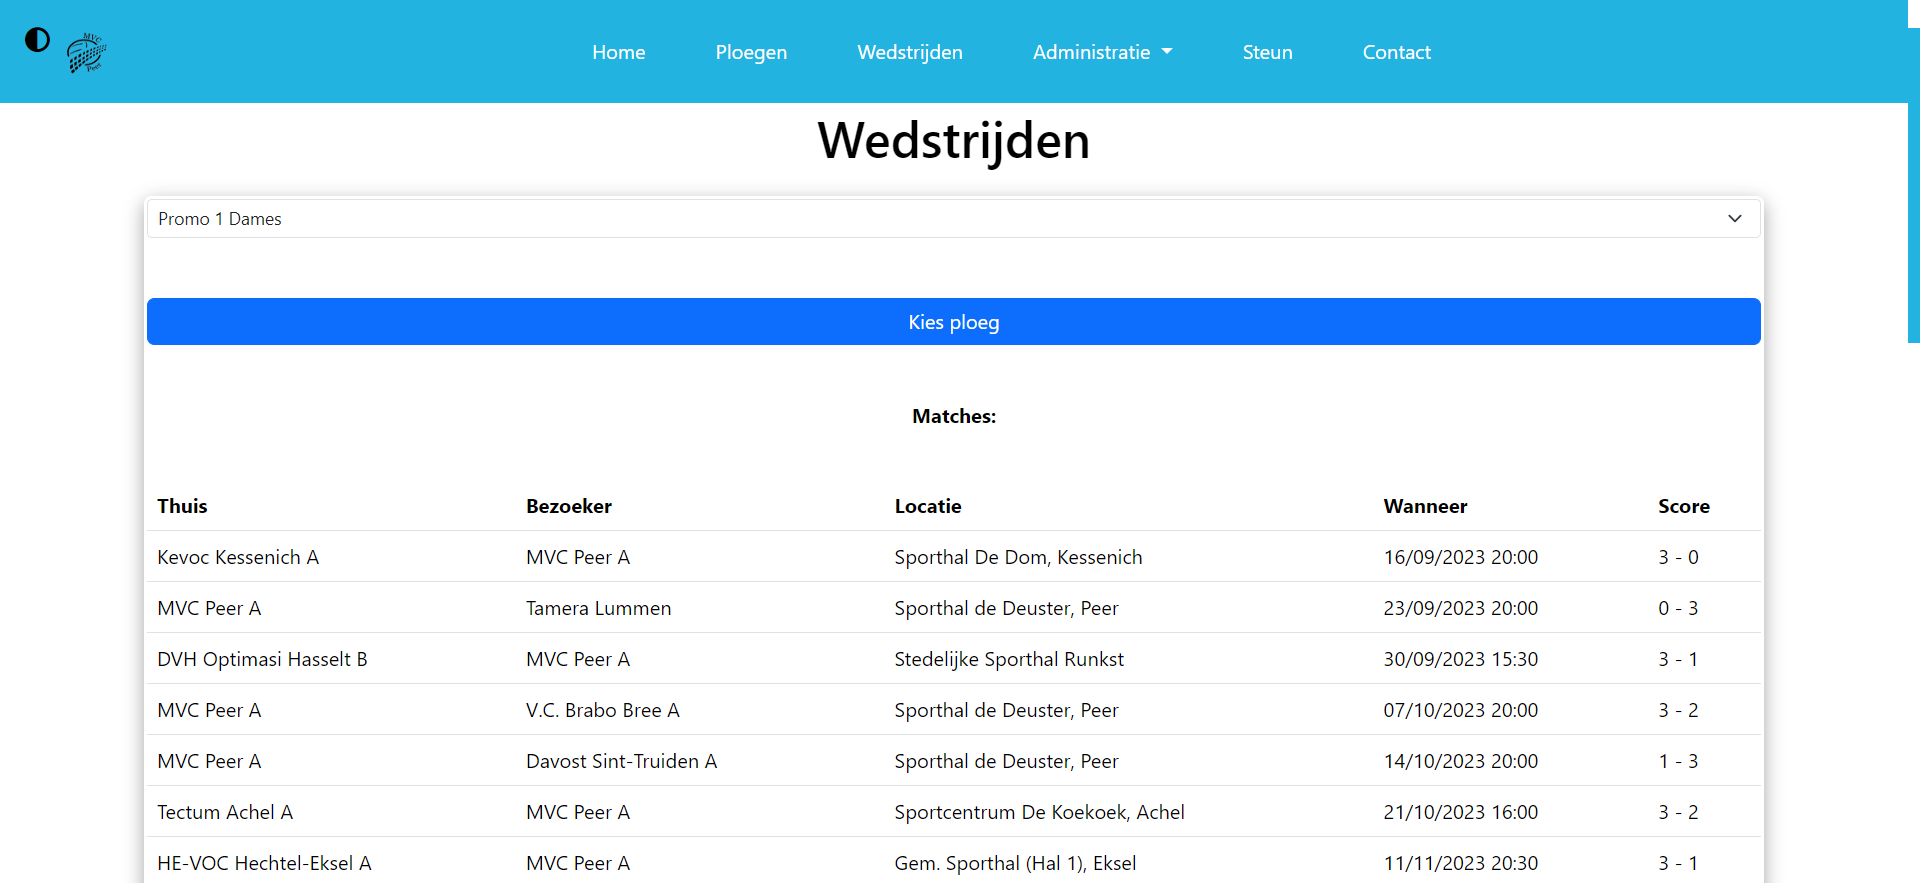 MVC
Peer
Home Ploegen Wedstrijden Administratie Steun Contact
Wedstrijden
Promo 1 Dames
Kies ploeg
Matches:
Thuis Bezoeker Locatie Wanneer Score
Kevoc Kessenich A MVC Peer A Sporthal De Dom, Kessenich 16/09/2023 20:00 3 - 0
MVC Peer A Tamera Lummen Sporthal de Deuster, Peer 23/09/2023 20:00 0 - 3
DVH Optimasi Hasselt B MVC Peer A Stedelijke Sporthal Runkst 30/09/2023 15:30 3 - 1
MVC Peer A V.C. Brabo Bree A Sporthal de Deuster, Peer 07/10/2023 20:00 3 - 2
MVC Peer A Davost Sint-Truiden A Sporthal de Deuster, Peer 14/10/2023 20:00 1 - 3
Tectum Achel A MVC Peer A Sportcentrum De Koekoek, Achel 21/10/2023 16:00 3 - 2
HE-VOC Hechtel-Eksel A MVC Peer A Gem. Sporthal (Hal 1), Eksel 11/11/2023 20:30 3 - 1